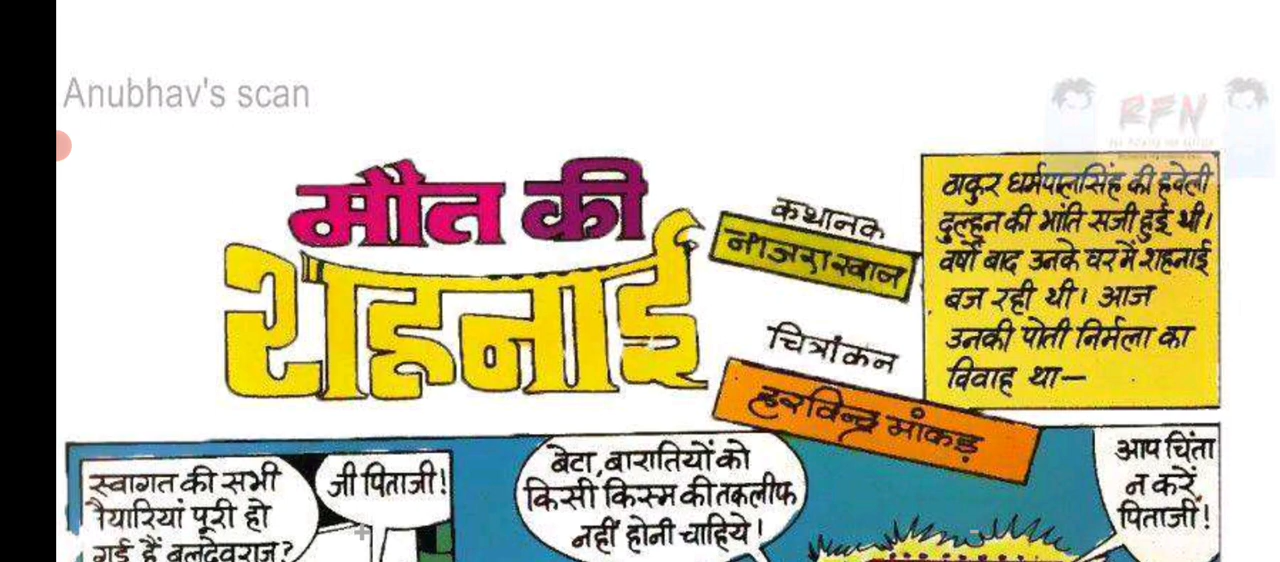 Anubhav's scan
RFN
मौत की
शहनाई
कथानक
नाजरा खान
चित्रांकन
हरविन्द्र मांकड़
ठाकुर धर्मपालसिंह की हवेली
दुल्हन की भांति सजी हुई थी।
वर्षों बाद उनके घर में शहनाई
बज रही थी। आज
उनकी पोती निर्मला का
विवाह था—
स्वागत की सभी
तैयारियां पूरी हो
गई हैं बलदेवराज?
जी पिताजी!
बेटा, बारातियों को
किसी किस्म की तकलीफ
नहीं होनी चाहिये!
आप चिंता
न करें
पिताजी!